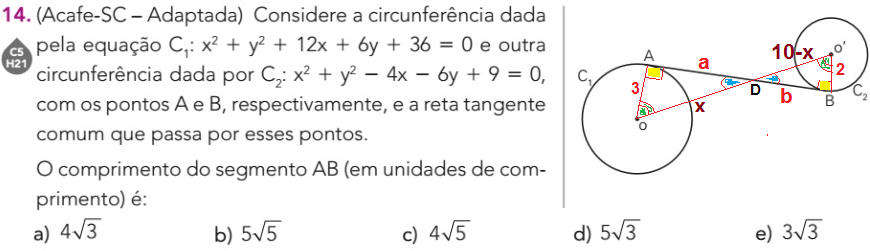 14. (Acafe-SC – Adaptada) Considere a circunferência dada
C5
H21
pela equação C₁: x² + y² + 12x + 6y + 36 = 0 e outra
circunferência dada por C₂: x² + y² − 4x − 6y + 9 = 0,
com os pontos A e B, respectivamente, e a reta tangente
comum que passa por esses pontos.
O comprimento do segmento AB (em unidades de com-
primento) é:
a) 4√3 b) 5√5 c) 4√5 d) 5√3 e) 3√3
C₁
A
a
10-x
o'
3
2
D
x
b
B
C₂
o